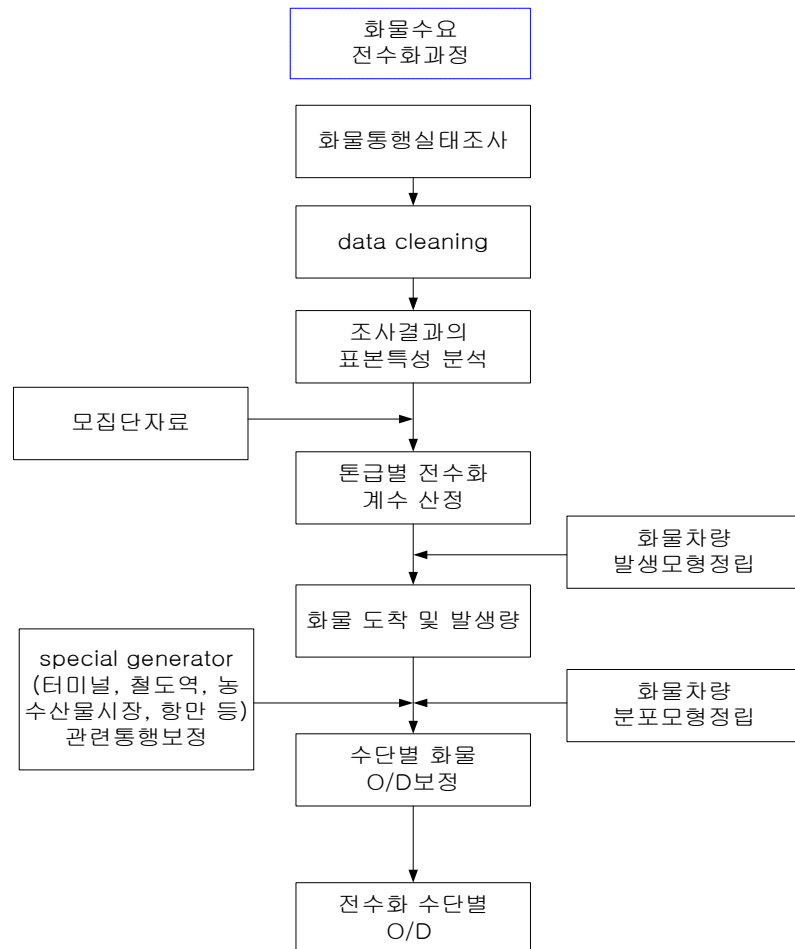 화물수요
전수화과정
화물통행실태조사
data cleaning
조사결과의
표본특성 분석
모집단자료
톤급별 전수화
계수 산정
화물차량
발생모형정립
화물 도착 및 발생량
special generator
(터미널, 철도역, 농
수산물시장, 항만 등)
관련통행보정
화물차량
분포모형정립
수단별 화물
O/D보정
전수화 수단별
O/D